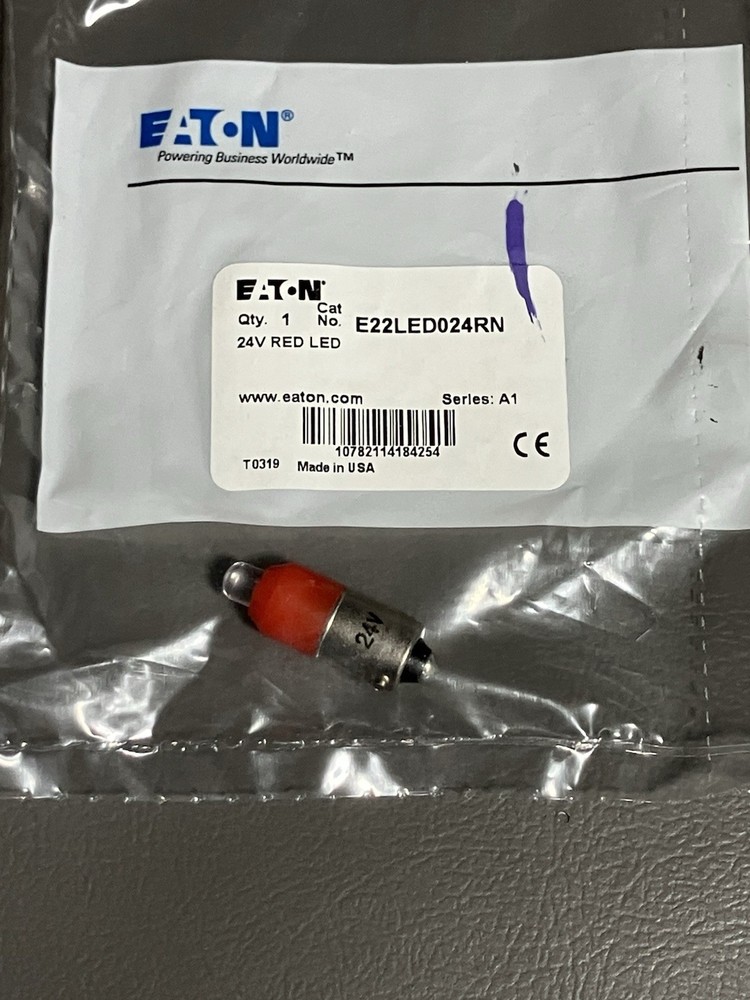 EATON®
Powering Business Worldwide™
EATON
Qty. 1 Cat No. E22LED024RN
24V RED LED
www.eaton.com Series: A1
10782114184254
CE
T0319 Made in USA
24V